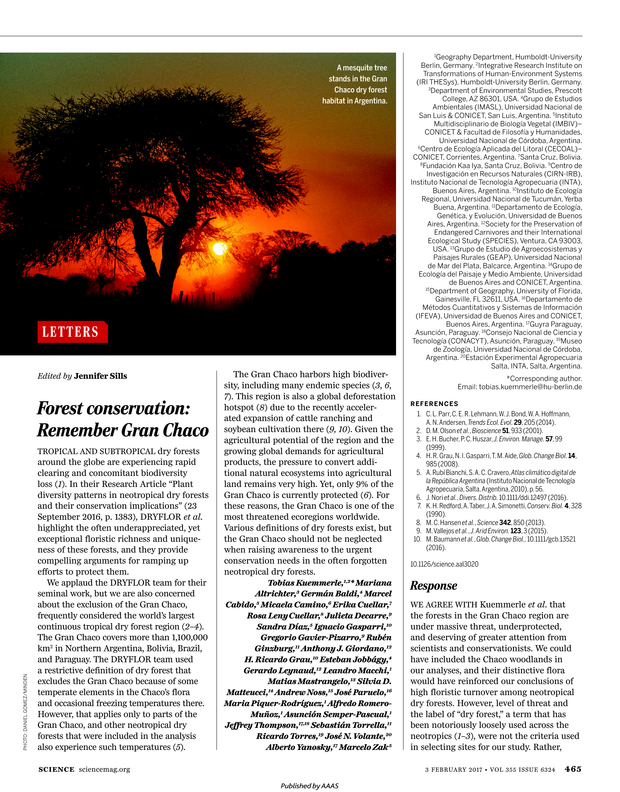 A mesquite tree
stands in the Gran
Chaco dry forest
habitat in Argentina.
LETTERS
Edited by Jennifer Sills
Forest conservation:
Remember Gran Chaco
TROPICAL AND SUBTROPICAL dry forests
around the globe are experiencing rapid
clearing and concomitant biodiversity
loss (1). In their Research Article “Plant
diversity patterns in neotropical dry forests
and their conservation implications” (23
September 2016, p. 1383), DRYFLOR et al.
highlight the often underappreciated, yet
exceptional floristic richness and unique-
ness of these forests, and they provide
compelling arguments for ramping up
efforts to protect them.
We applaud the DRYFLOR team for their
seminal work, but we are also concerned
about the exclusion of the Gran Chaco,
frequently considered the world's largest
continuous tropical dry forest region (2–4).
The Gran Chaco covers more than 1,100,000
km² in Northern Argentina, Bolivia, Brazil,
and Paraguay. The DRYFLOR team used
a restrictive definition of dry forest that
excludes the Gran Chaco because of some
temperate elements in the Chaco's flora
and occasional freezing temperatures there.
However, that applies only to parts of the
Gran Chaco, and other neotropical dry
forests that were included in the analysis
also experience such temperatures (5).
The Gran Chaco harbors high biodiver-
sity, including many endemic species (3, 6,
7). This region is also a global deforestation
hotspot (8) due to the recently acceler-
ated expansion of cattle ranching and
soybean cultivation there (9, 10). Given the
agricultural potential of the region and the
growing global demands for agricultural
products, the pressure to convert addi-
tional natural ecosystems into agricultural
land remains very high. Yet, only 9% of the
Gran Chaco is currently protected (6). For
these reasons, the Gran Chaco is one of the
most threatened ecoregions worldwide.
Various definitions of dry forests exist, but
the Gran Chaco should not be neglected
when raising awareness to the urgent
conservation needs in the often forgotten
neotropical dry forests.
Tobias Kuemmerle,¹,²* Mariana
Altrichter,³ Germán Baldi,⁴ Marcel
Cabido,⁵ Micaela Camino,⁶ Erika Cuellar,⁷
Rosa Leny Cuellar,⁸ Julieta Decarre,⁹
Sandra Díaz,⁵ Ignacio Gasparri,¹⁰
Gregorio Gavier-Pizarro,⁹ Rubén
Ginzburg,¹¹ Anthony J. Giordano,¹²
H. Ricardo Grau,¹⁰ Esteban Jobbágy,⁴
Gerardo Leynaud,¹³ Leandro Macchi,¹
Matias Mastrangelo,¹³ Silvia D.
Matteucci,¹⁴ Andrew Noss,¹⁵ José Paruelo,¹⁶
Maria Piquer-Rodríguez,¹ Alfredo Romero-
Muñoz,¹ Asunción Semper-Pascual,¹
Jeffrey Thompson,¹⁷,¹⁸ Sebastián Torrella,¹¹
Ricardo Torres,¹⁹ José N. Volante,²⁰
Alberto Yanosky,¹⁷ Marcelo Zak⁵
¹Geography Department, Humboldt-University
Berlin, Germany. ²Integrative Research Institute on
Transformations of Human-Environment Systems
(IRI THESys), Humboldt-University Berlin, Germany.
³Department of Environmental Studies, Prescott
College, AZ 86301, USA. ⁴Grupo de Estudios
Ambientales (IMASL), Universidad Nacional de
San Luis & CONICET, San Luis, Argentina. ⁵Instituto
Multidisciplinario de Biología Vegetal (IMBIV)–
CONICET & Facultad de Filosofía y Humanidades,
Universidad Nacional de Córdoba, Argentina.
⁶Centro de Ecología Aplicada del Litoral (CECOAL)–
CONICET, Corrientes, Argentina. ⁷Santa Cruz, Bolivia.
⁸Fundación Kaa Iya, Santa Cruz, Bolivia. ⁹Centro de
Investigación en Recursos Naturales (CIRN-IRB),
Instituto Nacional de Tecnología Agropecuaria (INTA),
Buenos Aires, Argentina. ¹⁰Instituto de Ecología
Regional, Universidad Nacional de Tucumán, Yerba
Buena, Argentina. ¹¹Departamento de Ecología,
Genética, y Evolución, Universidad de Buenos
Aires, Argentina. ¹²Society for the Preservation of
Endangered Carnivores and their International
Ecological Study (SPECIES), Ventura, CA 93003,
USA. ¹³Grupo de Estudio de Agroecosistemas y
Paisajes Rurales (GEAP), Universidad Nacional
de Mar del Plata, Balcarce, Argentina. ¹⁴Grupo de
Ecología del Paisaje y Medio Ambiente, Universidad
de Buenos Aires and CONICET, Argentina.
¹⁵Department of Geography, University of Florida,
Gainesville, FL 32611, USA. ¹⁶Departamento de
Métodos Cuantitativos y Sistemas de Información
(IFEVA), Universidad de Buenos Aires and CONICET,
Buenos Aires, Argentina. ¹⁷Guyra Paraguay,
Asunción, Paraguay. ¹⁸Consejo Nacional de Ciencia y
Tecnología (CONACYT), Asunción, Paraguay. ¹⁹Museo
de Zoología, Universidad Nacional de Córdoba,
Argentina. ²⁰Estación Experimental Agropecuaria
Salta, INTA, Salta, Argentina.
*Corresponding author.
Email: tobias.kuemmerle@hu-berlin.de
REFERENCES
1. C. L. Parr, C. E. R. Lehmann, W. J. Bond, W. A. Hoffmann,
A. N. Andersen, Trends Ecol. Evol. 29, 205 (2014).
2. D. M. Olson et al., Bioscience 51, 933 (2001).
3. E. H. Bucher, P. C. Huszar, J. Environ. Manage. 57, 99
(1999).
4. H. R. Grau, N. I. Gasparri, T. M. Aide, Glob. Change Biol. 14,
985 (2008).
5. A. Rubí Bianchi, S. A. C. Cravero, Atlas climático digital de
la República Argentina (Instituto Nacional de Tecnología
Agropecuaria, Salta, Argentina, 2010), p. 56.
6. J. Nori et al., Divers. Distrib. 10.1111/ddi.12497 (2016).
7. K. H. Redford, A. Taber, J. A. Simonetti, Conserv. Biol. 4, 328
(1990).
8. M. C. Hansen et al., Science 342, 850 (2013).
9. M. Vallejos et al., J. Arid Environ. 123, 3 (2015).
10. M. Baumann et al., Glob. Change Biol., 10.1111/gcb.13521
(2016).
10.1126/science.aal3020
Response
WE AGREE WITH Kuemmerle et al. that
the forests in the Gran Chaco region are
under massive threat, underprotected,
and deserving of greater attention from
scientists and conservationists. We could
have included the Chaco woodlands in
our analyses, and their distinctive flora
would have reinforced our conclusions of
high floristic turnover among neotropical
dry forests. However, level of threat and
the label of “dry forest,” a term that has
been notoriously loosely used across the
neotropics (1–3), were not the criteria used
in selecting sites for our study. Rather,
PHOTO: DANIEL GOMEZ/MINDEN
SCIENCE sciencemag.org
3 FEBRUARY 2017 • VOL 355 ISSUE 6324 465
Published by AAAS